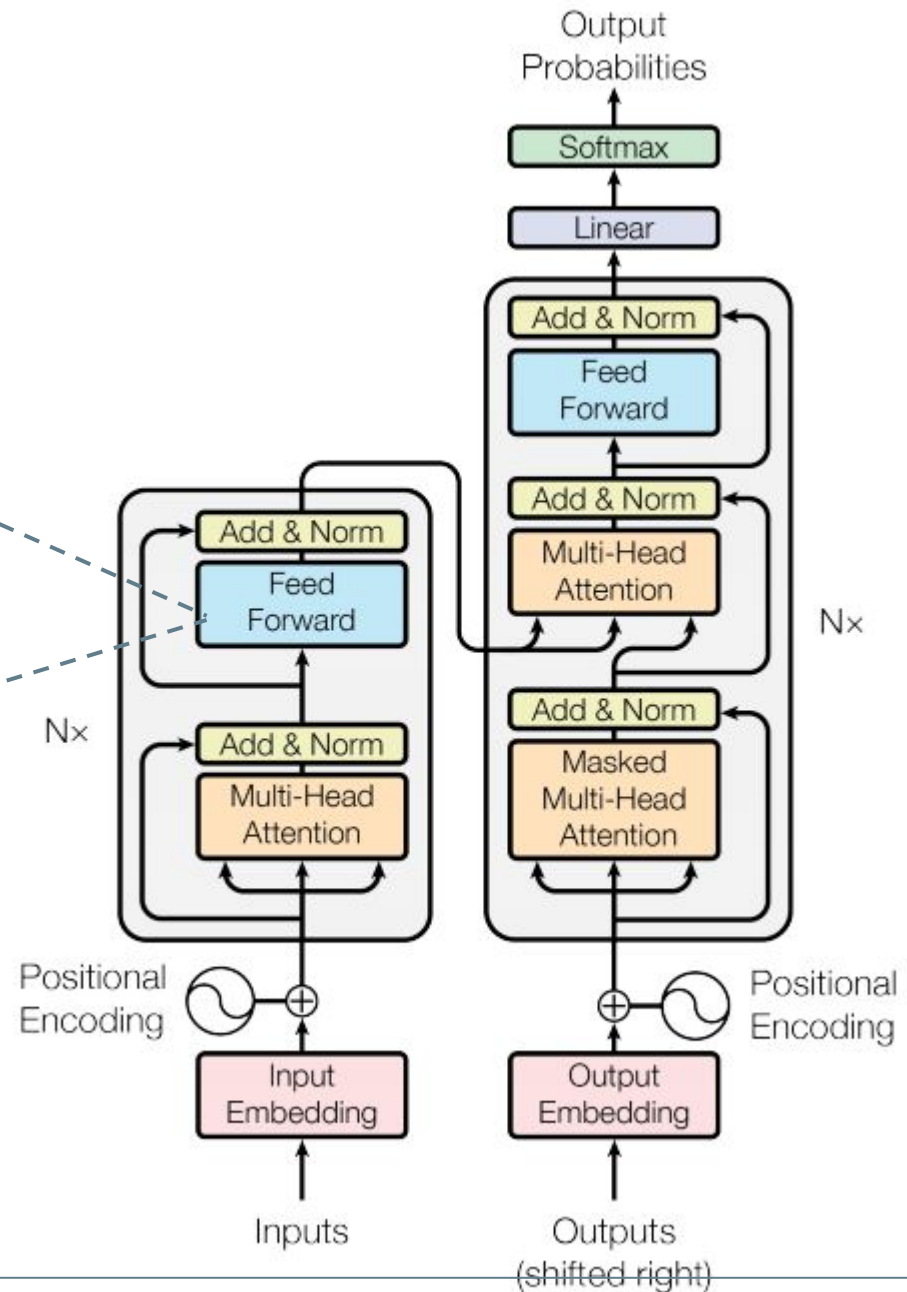 Output
Probabilities
Softmax
Linear
Add & Norm
Feed
Forward
Add & Norm
Multi-Head
Attention
Add & Norm
Masked
Multi-Head
Attention
N×
Add & Norm
Feed
Forward
Add & Norm
Multi-Head
Attention
N×
Positional
Encoding
Positional
Encoding
Input
Embedding
Output
Embedding
Inputs
Outputs
(shifted right)